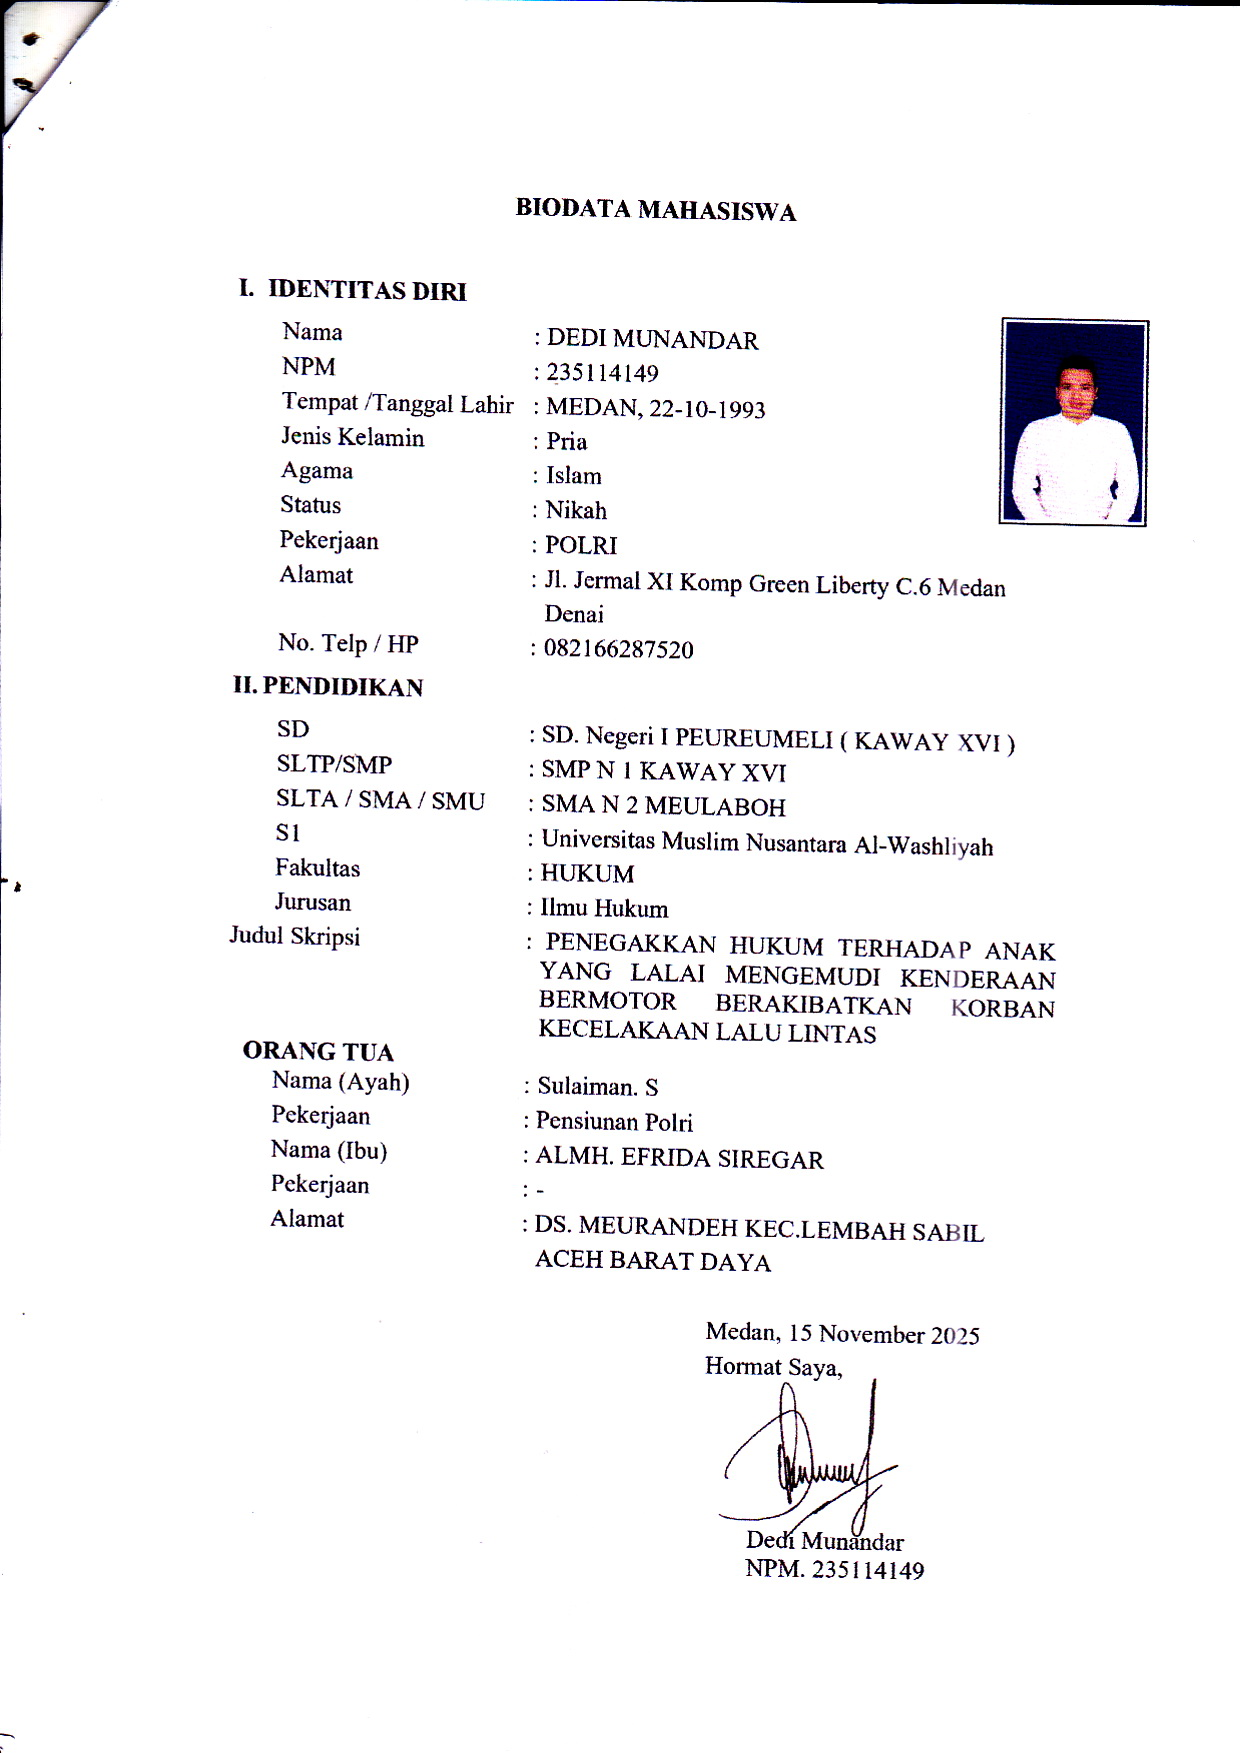 BIODATA MAHASISWA
I. IDENTITAS DIRI
Nama : DEDI MUNANDAR
NPM : 235114149
Tempat /Tanggal Lahir : MEDAN, 22-10-1993
Jenis Kelamin : Pria
Agama : Islam
Status : Nikah
Pekerjaan : POLRI
Alamat : Jl. Jermal XI Komp Green Liberty C.6 Medan
Denai
No. Telp / HP : 082166287520
II. PENDIDIKAN
SD : SD. Negeri I PEUREUMELI ( KAWAY XVI )
SLTP/SMP : SMP N 1 KAWAY XVI
SLTA / SMA / SMU : SMA N 2 MEULABOH
S1 : Universitas Muslim Nusantara Al-Washliyah
Fakultas : HUKUM
Jurusan : Ilmu Hukum
Judul Skripsi : PENEGAKKAN HUKUM TERHADAP ANAK
YANG LALAI MENGEMUDI KENDERAAN
BERMOTOR BERAKIBATKAN KORBAN
KECELAKAAN LALU LINTAS
ORANG TUA
Nama (Ayah) : Sulaiman. S
Pekerjaan : Pensiunan Polri
Nama (Ibu) : ALMH. EFRIDA SIREGAR
Pekerjaan : -
Alamat : DS. MEURANDEH KEC.LEMBAH SABIL
ACEH BARAT DAYA
Medan, 15 November 2025
Hormat Saya,
Dedi Munandar
NPM. 235114149